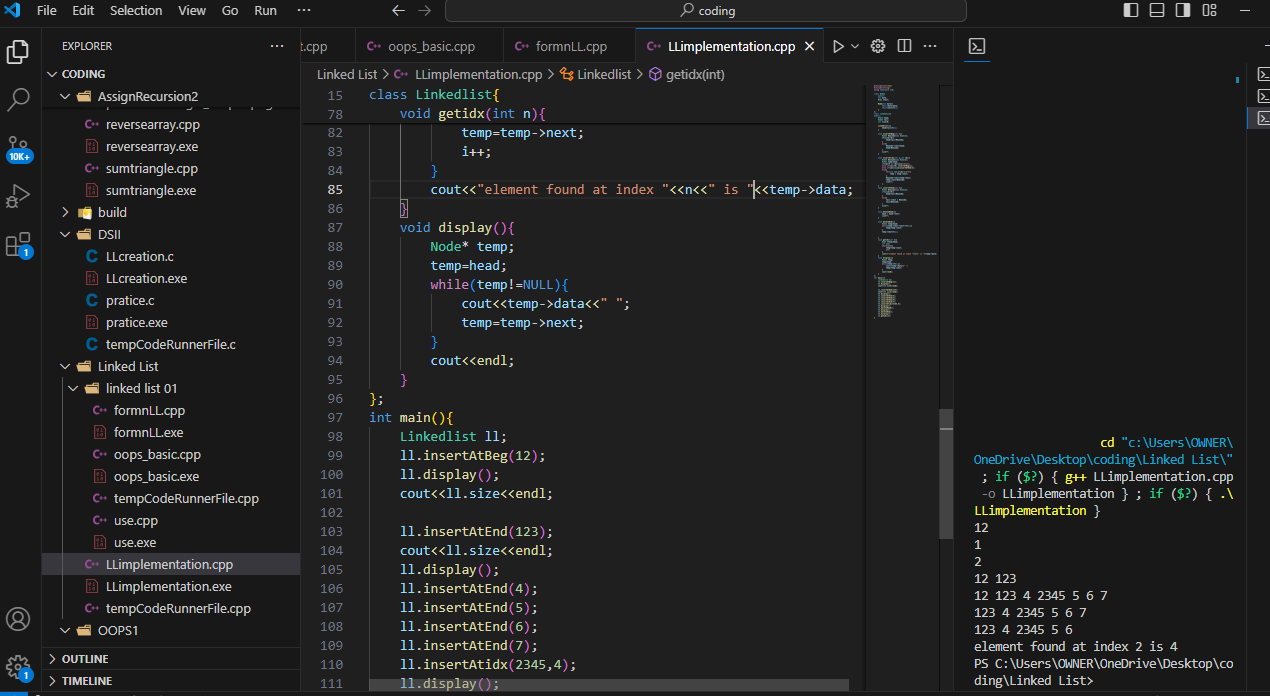 File Edit Selection View Go Run ··· coding
EXPLORER ···
CODING
AssignRecursion2
reversearray.cpp
reversearray.exe
sumtriangle.cpp
sumtriangle.exe
build
DSII
LLcreation.c
LLcreation.exe
pratice.c
pratice.exe
tempCodeRunnerFile.c
Linked List
linked list 01
formnLL.cpp
formnLL.exe
oops_basic.cpp
oops_basic.exe
tempCodeRunnerFile.cpp
use.cpp
use.exe
LLimplementation.cpp
LLimplementation.exe
tempCodeRunnerFile.cpp
OOPS1
OUTLINE
TIMELINE
10K+
1
1
t.cpp oops_basic.cpp formnLL.cpp LLimplementation.cpp
Linked List > LLimplementation.cpp > Linkedlist > getidx(int)
15 class Linkedlist{
78 void getidx(int n){
82 temp=temp->next;
83 i++;
84 }
85 cout<<"element found at index "<<n<<" is "<<temp->data;
86 }
87 void display(){
88 Node* temp;
89 temp=head;
90 while(temp!=NULL){
91 cout<<temp->data<<" ";
92 temp=temp->next;
93 }
94 cout<<endl;
95 }
96 };
97 int main(){
98 Linkedlist ll;
99 ll.insertAtBeg(12);
100 ll.display();
101 cout<<ll.size<<endl;
102
103 ll.insertAtEnd(123);
104 cout<<ll.size<<endl;
105 ll.display();
106 ll.insertAtEnd(4);
107 ll.insertAtEnd(5);
108 ll.insertAtEnd(6);
109 ll.insertAtEnd(7);
110 ll.insertAtidx(2345,4);
111 ll.display();
cd "c:\Users\OWNER\
OneDrive\Desktop\coding\Linked List\"
; if ($?) { g++ LLimplementation.cpp
-o LLimplementation } ; if ($?) { .\
LLimplementation }
12
1
2
12 123
12 123 4 2345 5 6 7
123 4 2345 5 6 7
123 4 2345 5 6
element found at index 2 is 4
PS C:\Users\OWNER\OneDrive\Desktop\co
ding\Linked List>